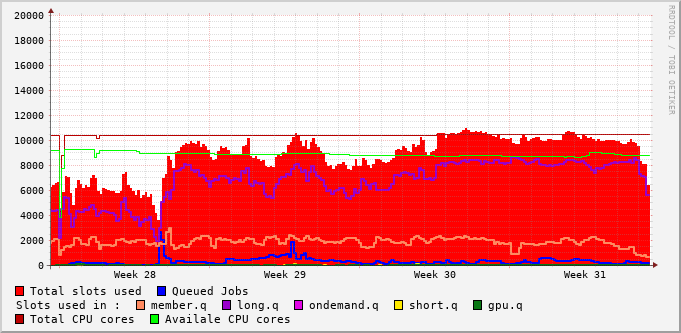 RRDTOOL / TOBI OETIKER
20000
18000
16000
14000
12000
10000
8000
6000
4000
2000
0
Week 28 Week 29 Week 30 Week 31
Total slots used Queued Jobs
Slots used in : member.q long.q ondemand.q short.q gpu.q
Total CPU cores Availale CPU cores